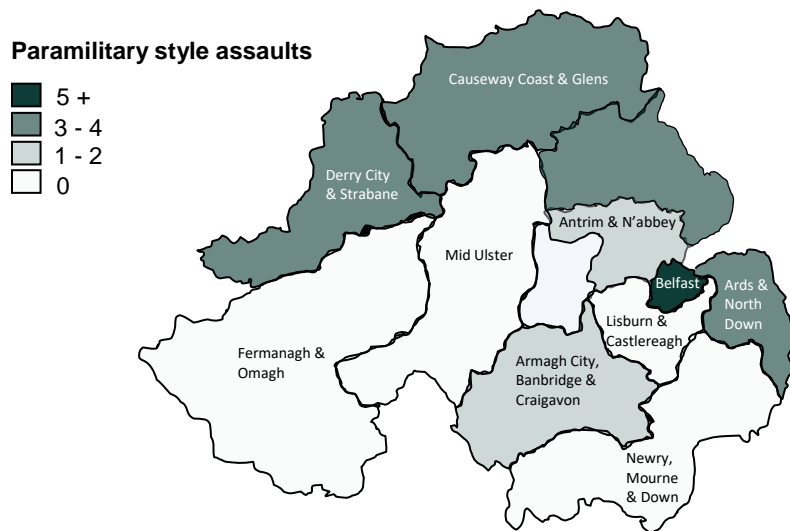 Paramilitary style assaults
5 +
3 - 4
1 - 2
0
Causeway Coast & Glens
Derry City
& Strabane
Antrim & N'abbey
Mid Ulster
Belfast
Ards &
North
Down
Lisburn &
Castlereagh
Fermanagh &
Omagh
Armagh City,
Banbridge &
Craigavon
Newry,
Mourne
& Down